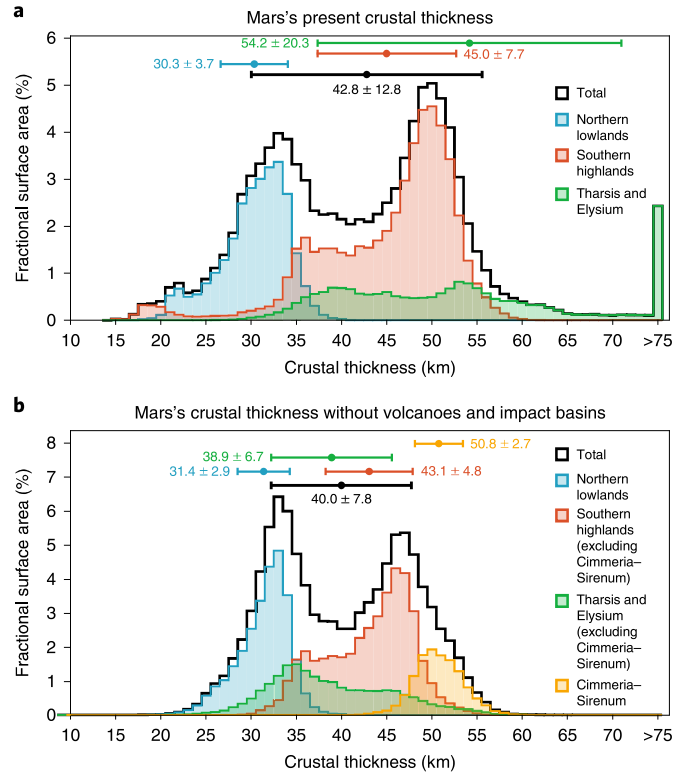 a
Mars's present crustal thickness
6
5
4
3
2
1
0
Fractional surface area (%)
54.2 ± 20.3
30.3 ± 3.7
45.0 ± 7.7
42.8 ± 12.8
Total
Northern
lowlands
Southern
highlands
Tharsis and
Elysium
10 15 20 25 30 35 40 45 50 55 60 65 70 >75
Crustal thickness (km)
b
Mars's crustal thickness without volcanoes and impact basins
8
7
6
5
4
3
2
1
0
Fractional surface area (%)
50.8 ± 2.7
38.9 ± 6.7
31.4 ± 2.9
43.1 ± 4.8
40.0 ± 7.8
Total
Northern
lowlands
Southern
highlands
(excluding
Cimmeria–
Sirenum)
Tharsis and
Elysium
(excluding
Cimmeria–
Sirenum)
Cimmeria–
Sirenum
10 15 20 25 30 35 40 45 50 55 60 65 70 >75
Crustal thickness (km)